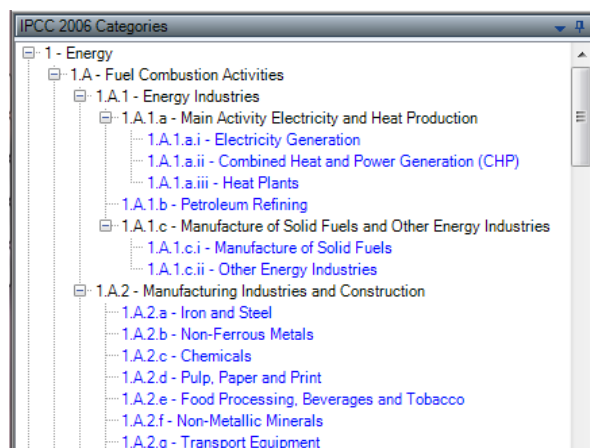 IPCC 2006 Categories
1 - Energy
1.A - Fuel Combustion Activities
1.A.1 - Energy Industries
1.A.1.a - Main Activity Electricity and Heat Production
1.A.1.a.i - Electricity Generation
1.A.1.a.ii - Combined Heat and Power Generation (CHP)
1.A.1.a.iii - Heat Plants
1.A.1.b - Petroleum Refining
1.A.1.c - Manufacture of Solid Fuels and Other Energy Industries
1.A.1.c.i - Manufacture of Solid Fuels
1.A.1.c.ii - Other Energy Industries
1.A.2 - Manufacturing Industries and Construction
1.A.2.a - Iron and Steel
1.A.2.b - Non-Ferrous Metals
1.A.2.c - Chemicals
1.A.2.d - Pulp, Paper and Print
1.A.2.e - Food Processing, Beverages and Tobacco
1.A.2.f - Non-Metallic Minerals
1.A.2.g - Transport Equipment